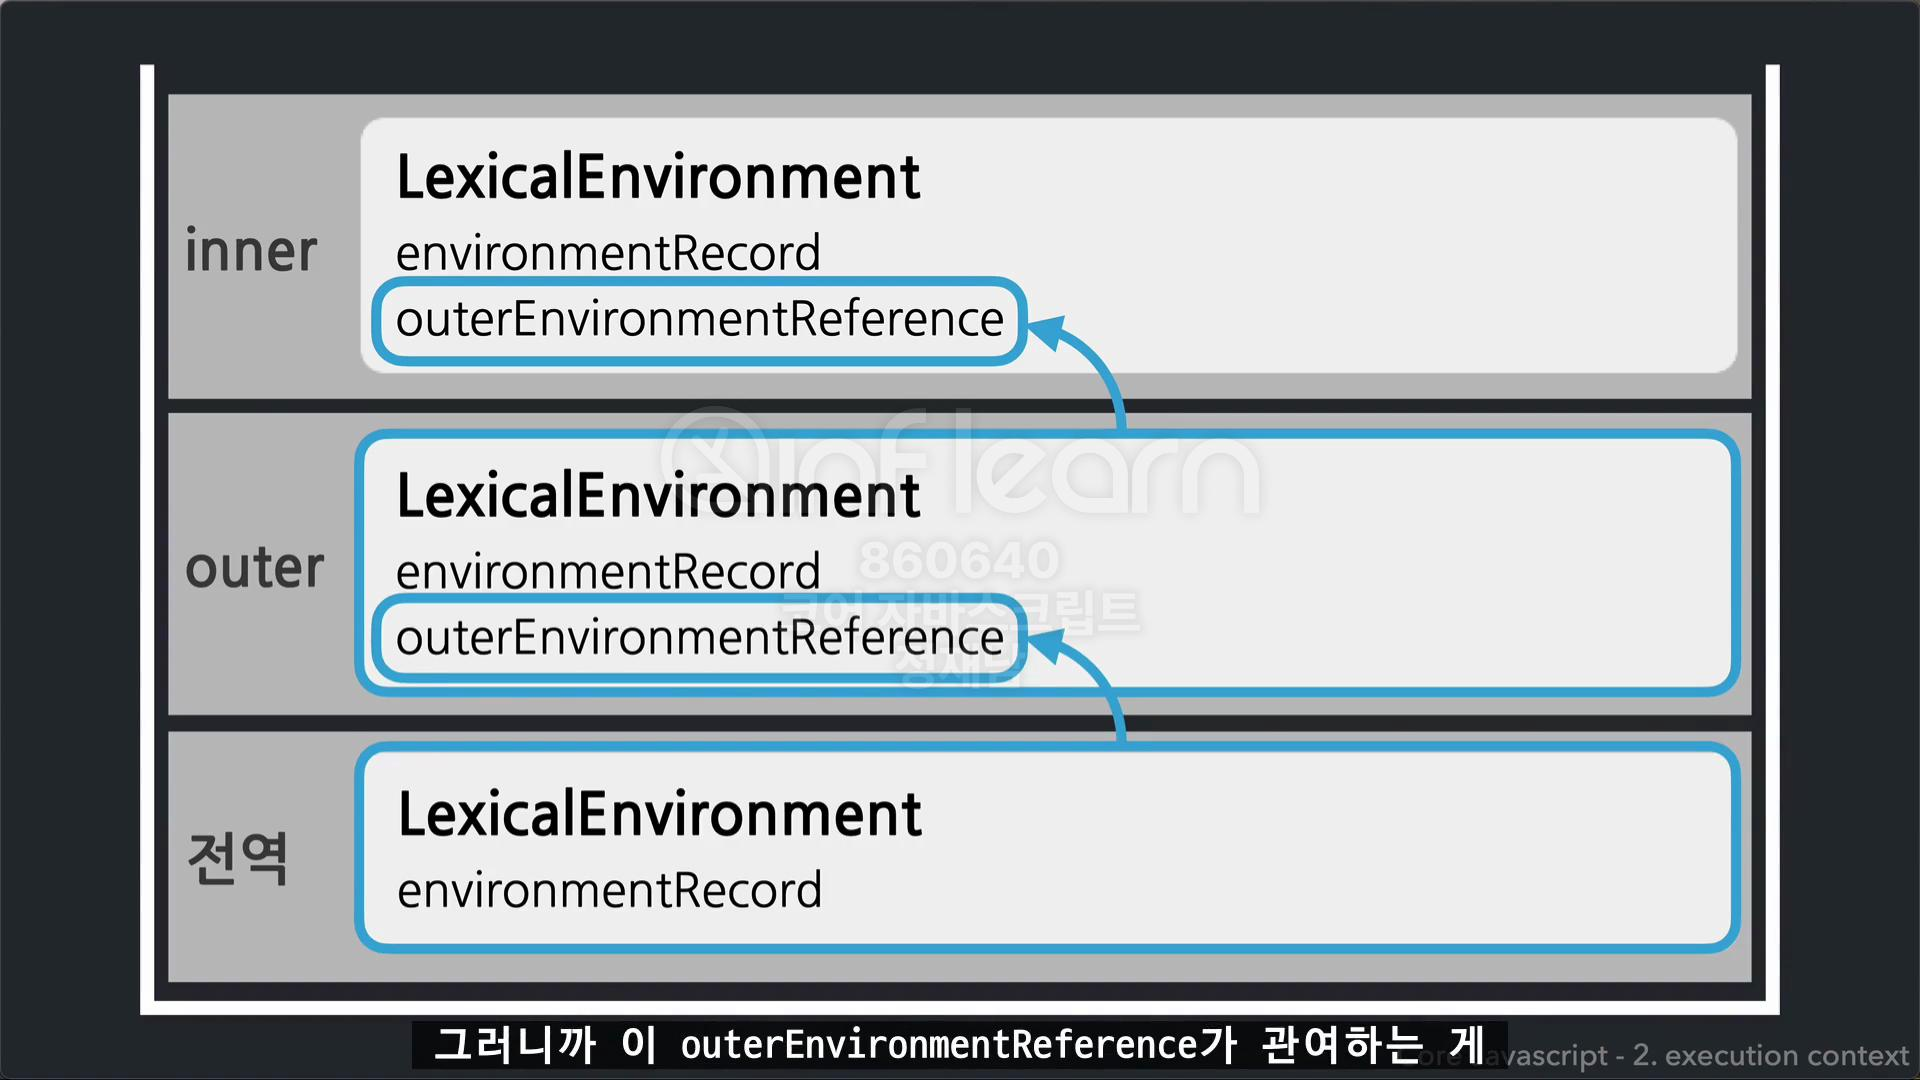 inner
LexicalEnvironment
environmentRecord
outerEnvironmentReference
outer
LexicalEnvironment
environmentRecord
outerEnvironmentReference
inflearn
860640
코어 자바스크립트
정재남
전역
LexicalEnvironment
environmentRecord
그러니까 이 outerEnvironmentReference가 관여하는 게
Core Javascript - 2. execution context